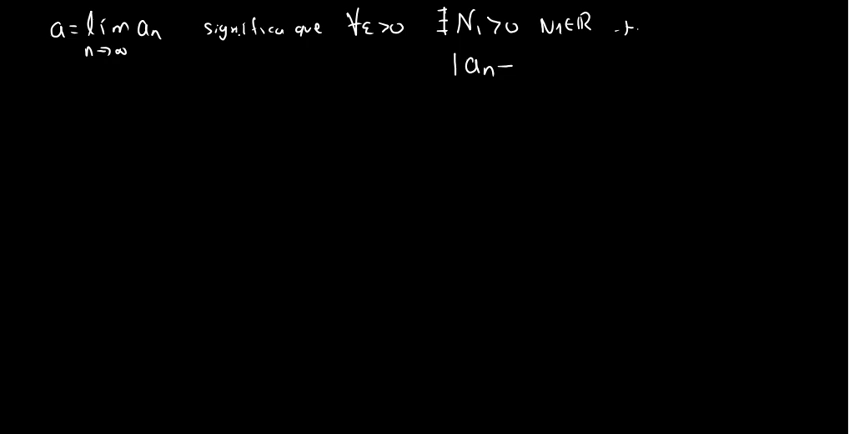 a = lím aₙ significa que ∀ε>0 ∃ N₁>0 N₁∈ℝ .t.
n→∞
|aₙ −